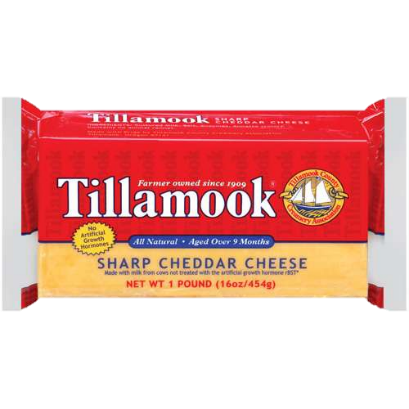 Tillamook SHARP CHEDDAR CHEESE
Farmer owned since 1909
Tillamook®
Tillamook County
Creamery Association
No
Artificial
Growth
Hormones
All Natural • Aged Over 9 Months
SHARP CHEDDAR CHEESE
Made with milk from cows not treated with the artificial growth hormone rBST*
NET WT 1 POUND (16oz/454g)